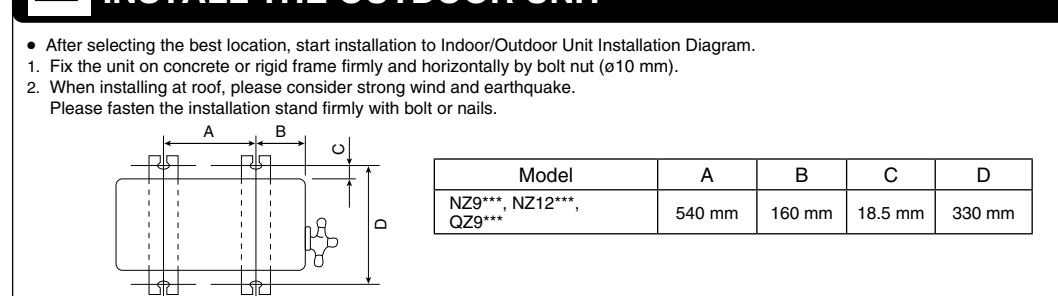 INSTALL THE OUTDOOR UNIT
• After selecting the best location, start installation to Indoor/Outdoor Unit Installation Diagram.
1. Fix the unit on concrete or rigid frame firmly and horizontally by bolt nut (ø10 mm).
2. When installing at roof, please consider strong wind and earthquake.
Please fasten the installation stand firmly with bolt or nails.
A B
C
D
Model A B C D
NZ9***, NZ12***,
QZ9*** 540 mm 160 mm 18.5 mm 330 mm